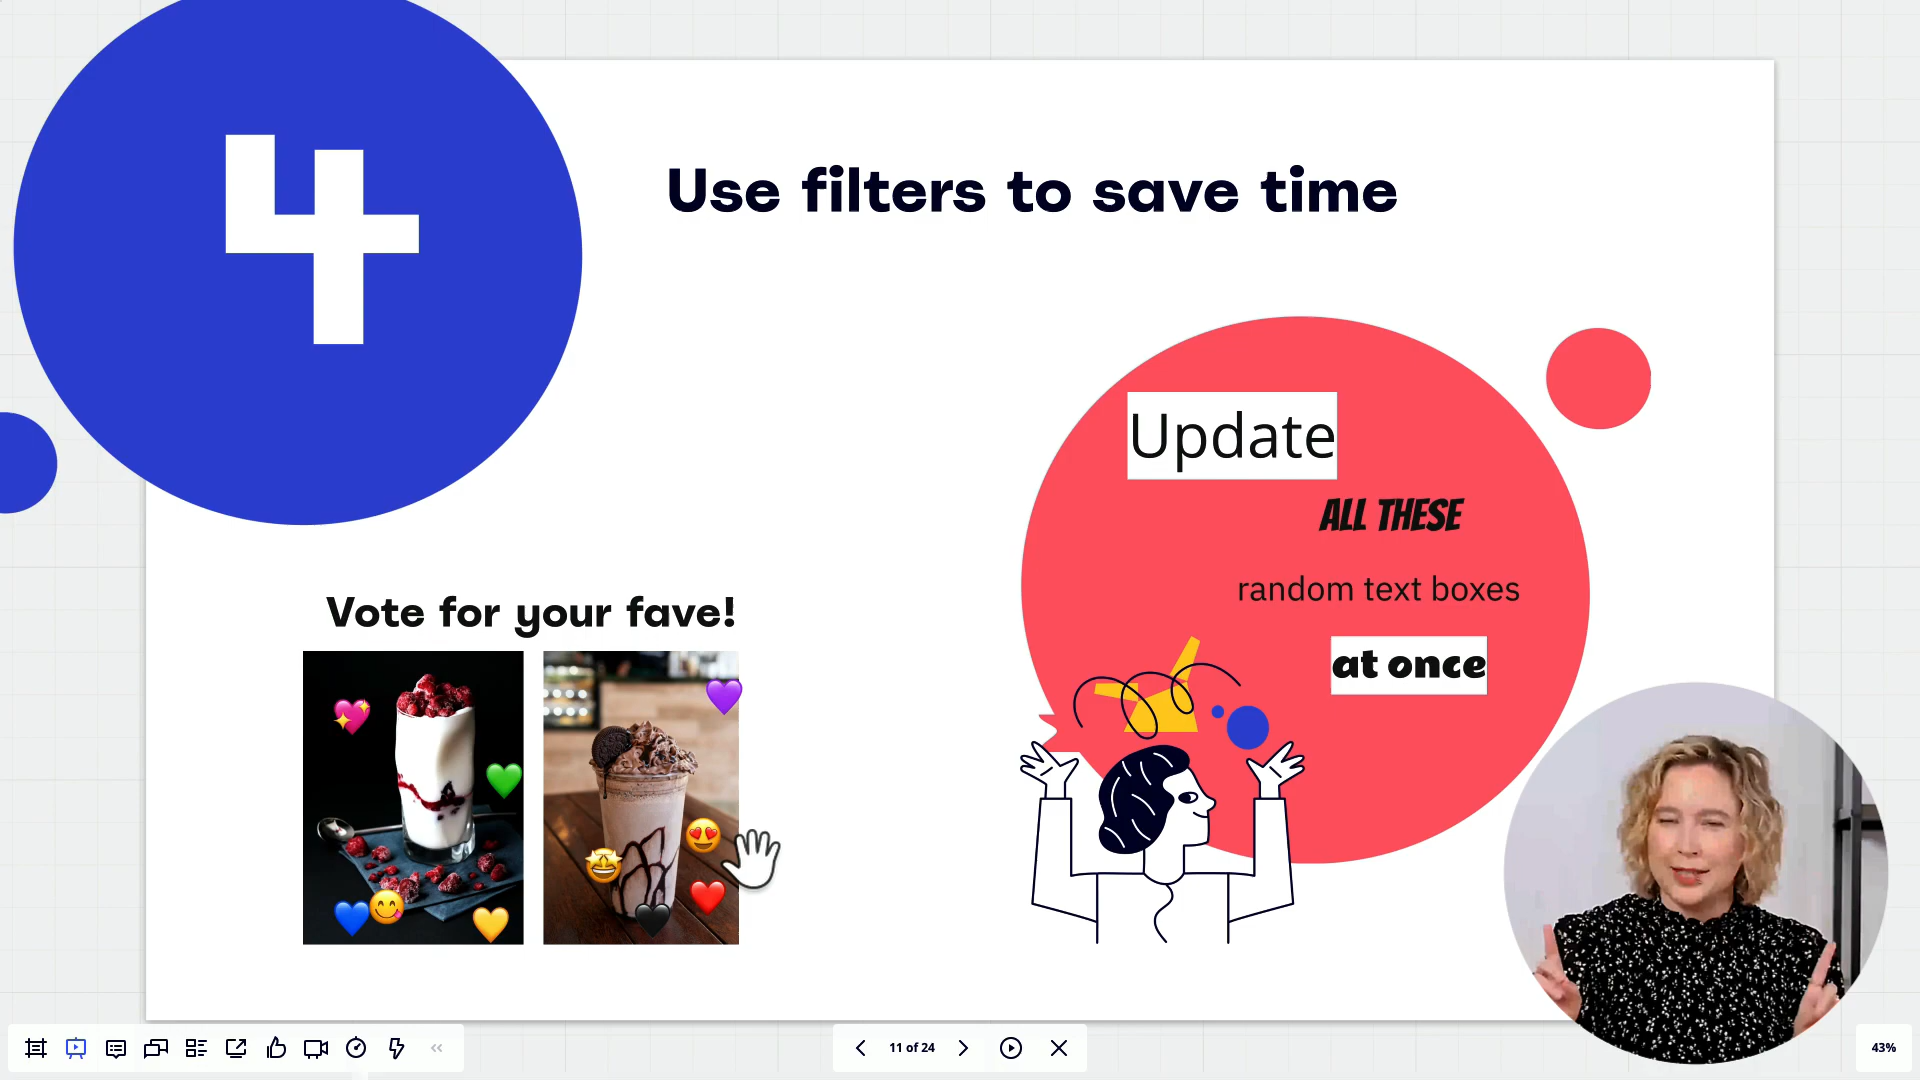 4
Use filters to save time
Update
ALL THESE
random text boxes
at once
Vote for your fave!
11 of 24
43%